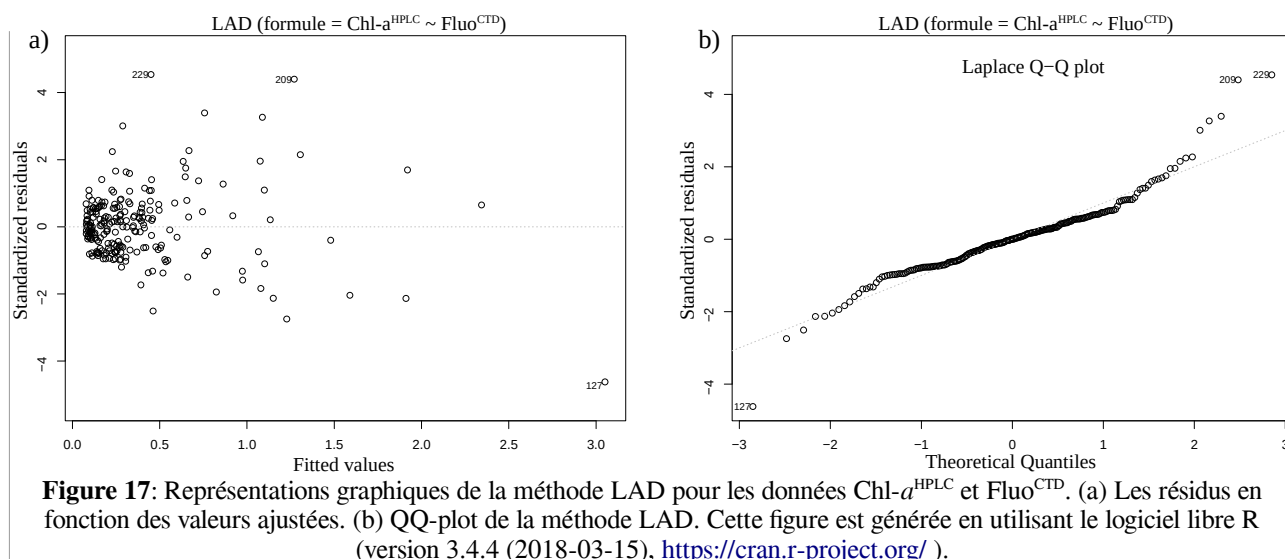 LAD (formule = Chl-a^HPLC ~ Fluo^CTD)
a)
Standardized residuals
4
2
0
−2
−4
229
209
127
0.0 0.5 1.0 1.5 2.0 2.5 3.0
Fitted values
LAD (formule = Chl-a^HPLC ~ Fluo^CTD)
b)
Laplace Q−Q plot
Standardized residuals
4
2
0
−2
−4
209 229
127
−3 −2 −1 0 1 2 3
Theoretical Quantiles
Figure 17: Représentations graphiques de la méthode LAD pour les données Chl-a^HPLC et Fluo^CTD. (a) Les résidus en
fonction des valeurs ajustées. (b) QQ-plot de la méthode LAD. Cette figure est générée en utilisant le logiciel libre R
(version 3.4.4 (2018-03-15), https://cran.r-project.org/ ).